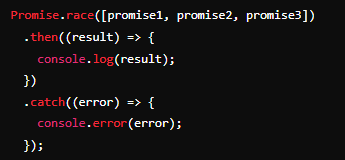 Promise.race([promise1, promise2, promise3])
  .then((result) => {
    console.log(result);
  })
  .catch((error) => {
    console.error(error);
  });